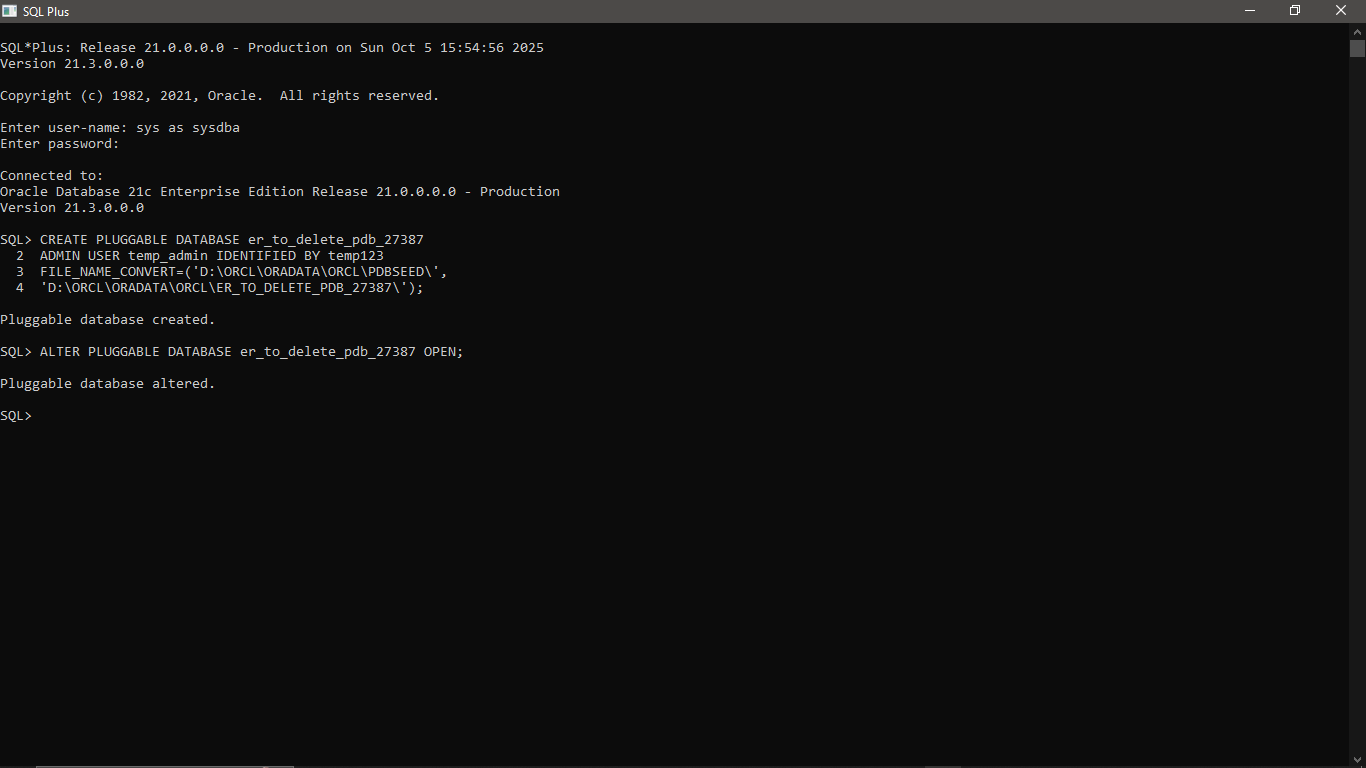 SQL Plus
SQL*Plus: Release 21.0.0.0.0 - Production on Sun Oct 5 15:54:56 2025
Version 21.3.0.0.0
Copyright (c) 1982, 2021, Oracle.  All rights reserved.
Enter user-name: sys as sysdba
Enter password:
Connected to:
Oracle Database 21c Enterprise Edition Release 21.0.0.0.0 - Production
Version 21.3.0.0.0
SQL> CREATE PLUGGABLE DATABASE er_to_delete_pdb_27387
  2  ADMIN USER temp_admin IDENTIFIED BY temp123
  3  FILE_NAME_CONVERT=('D:\ORCL\ORADATA\ORCL\PDBSEED\',
  4  'D:\ORCL\ORADATA\ORCL\ER_TO_DELETE_PDB_27387\');
Pluggable database created.
SQL> ALTER PLUGGABLE DATABASE er_to_delete_pdb_27387 OPEN;
Pluggable database altered.
SQL>